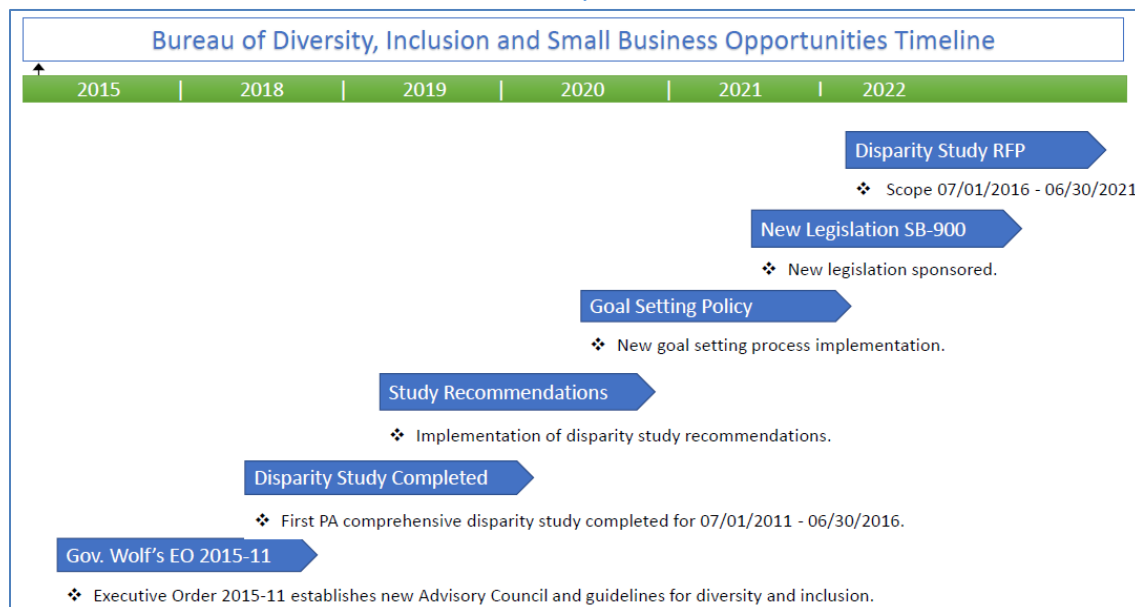 Bureau of Diversity, Inclusion and Small Business Opportunities Timeline
2015 | 2018 | 2019 | 2020 | 2021 | 2022
Disparity Study RFP
❖ Scope 07/01/2016 - 06/30/2021
New Legislation SB-900
❖ New legislation sponsored.
Goal Setting Policy
❖ New goal setting process implementation.
Study Recommendations
❖ Implementation of disparity study recommendations.
Disparity Study Completed
❖ First PA comprehensive disparity study completed for 07/01/2011 - 06/30/2016.
Gov. Wolf's EO 2015-11
❖ Executive Order 2015-11 establishes new Advisory Council and guidelines for diversity and inclusion.